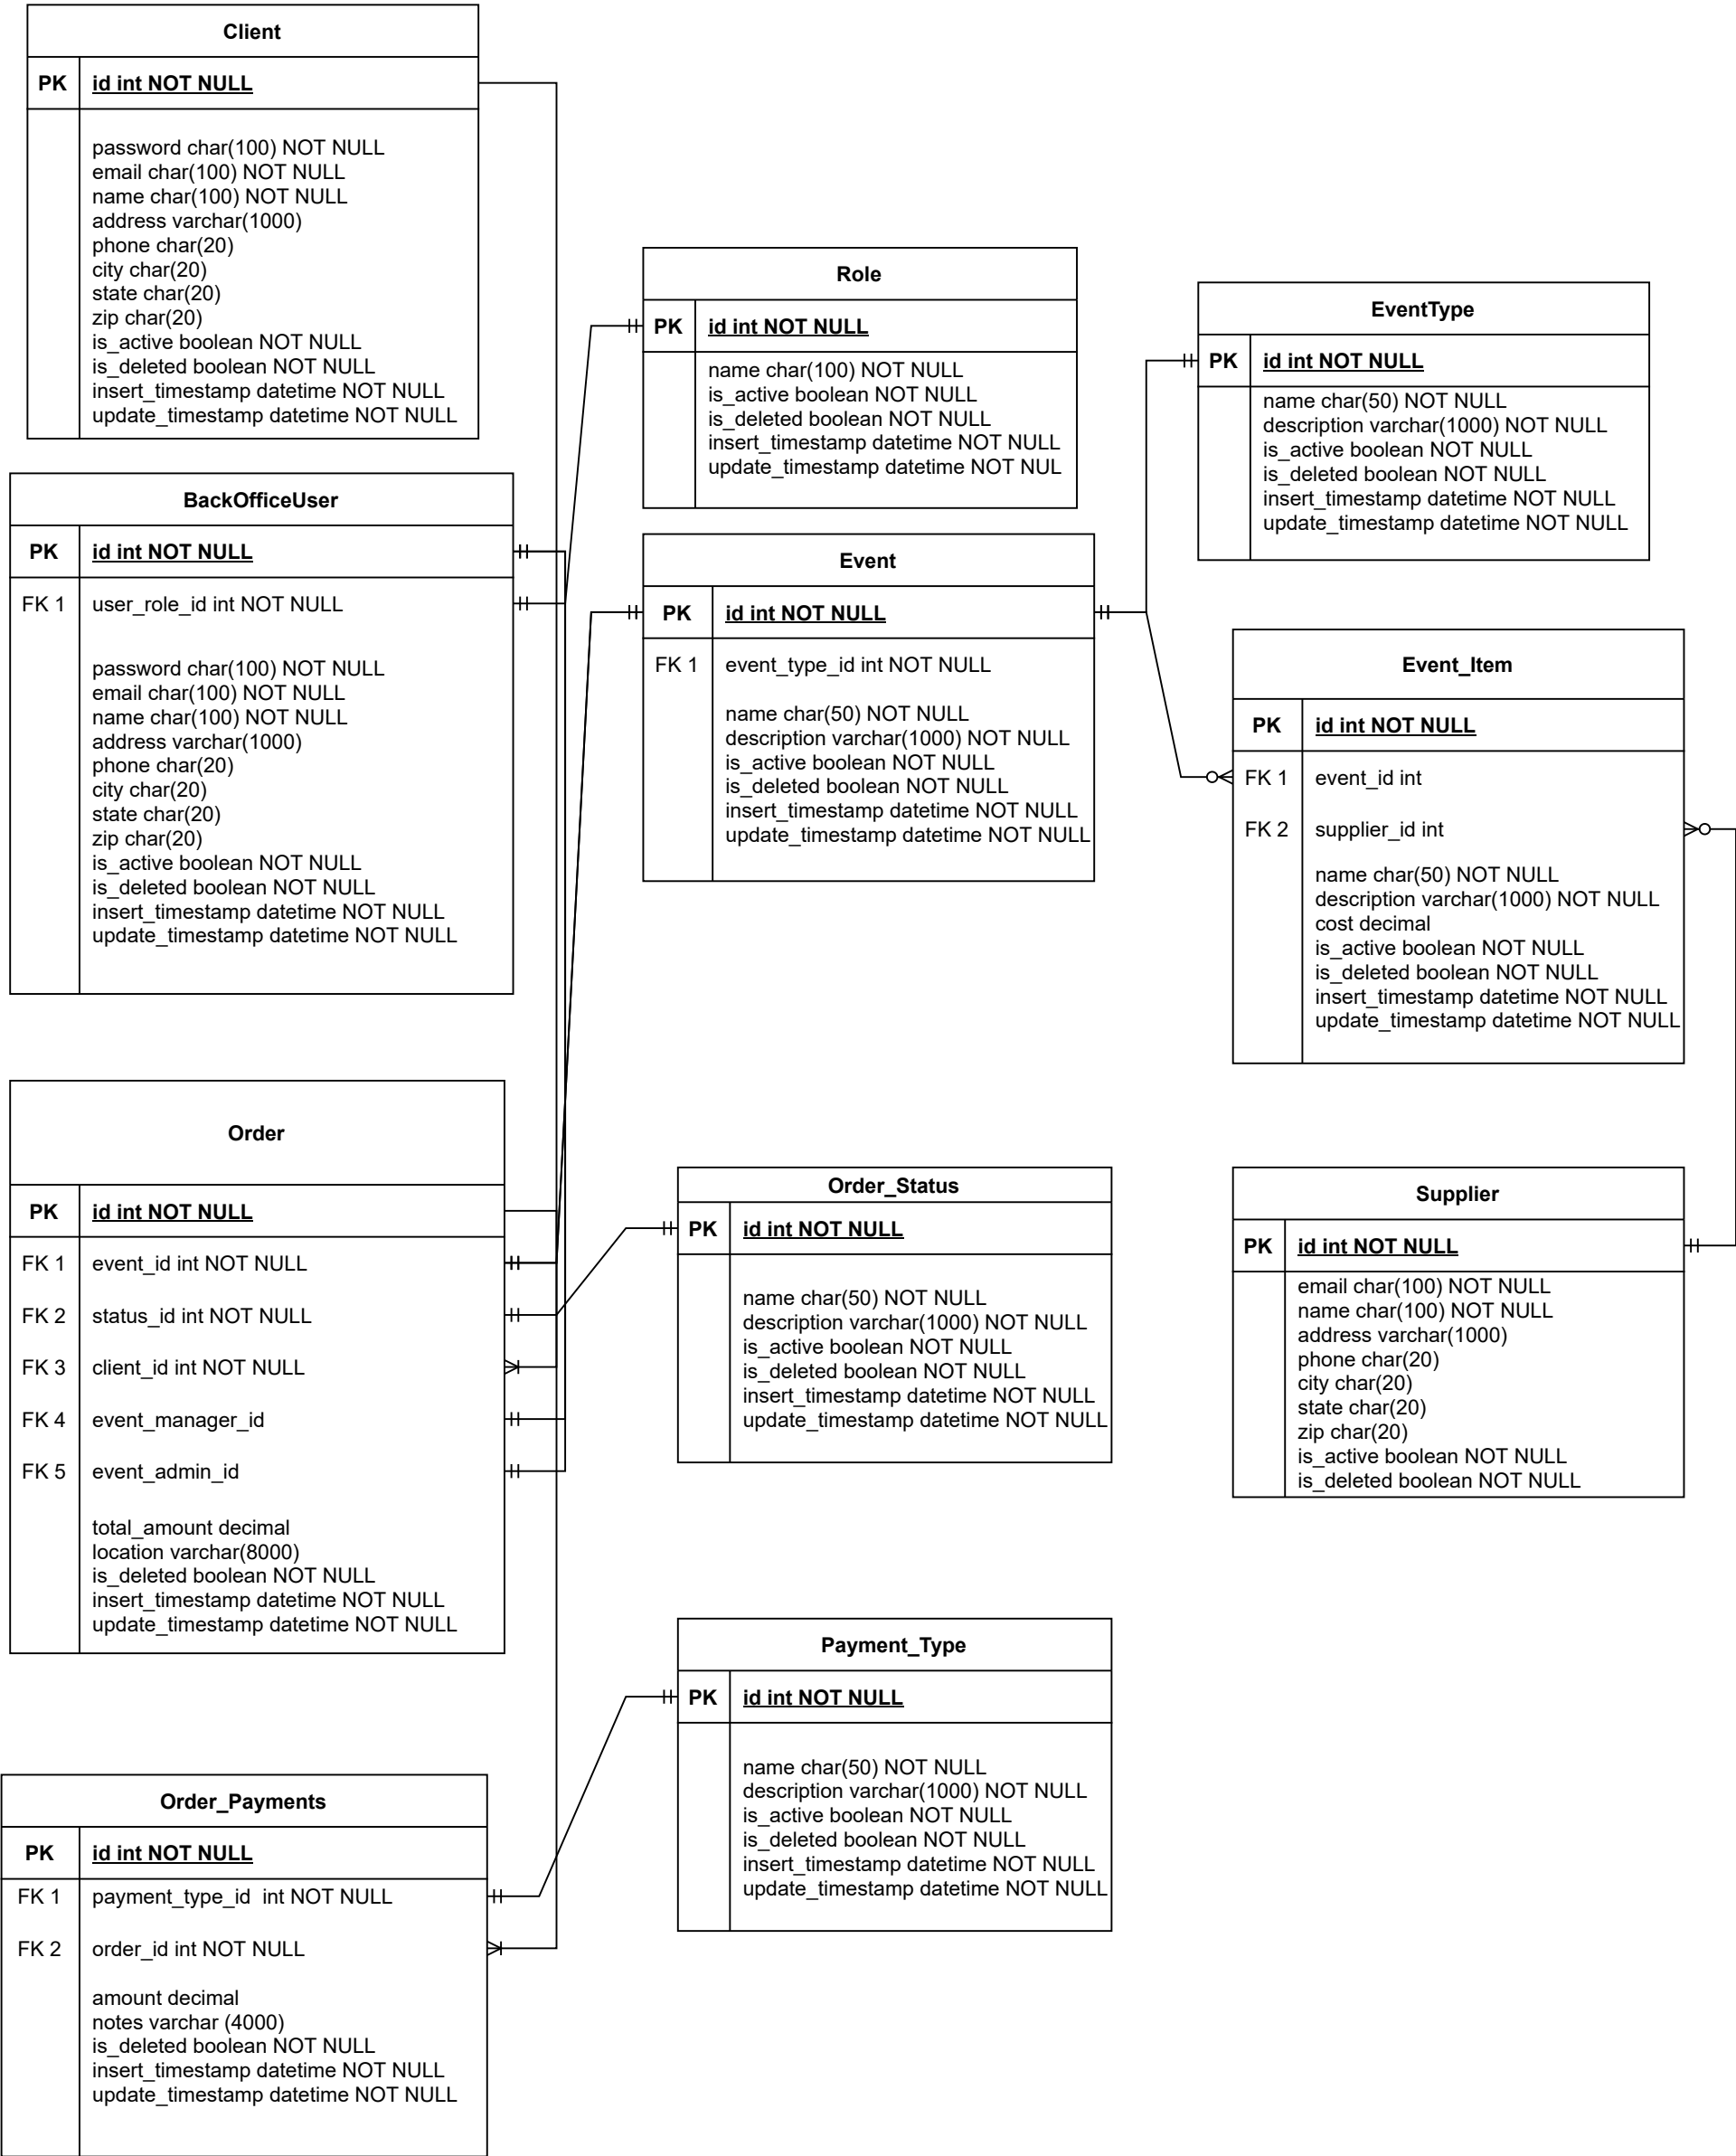 Client
PK id int NOT NULL
password char(100) NOT NULL
email char(100) NOT NULL
name char(100) NOT NULL
address varchar(1000)
phone char(20)
city char(20)
state char(20)
zip char(20)
is_active boolean NOT NULL
is_deleted boolean NOT NULL
insert_timestamp datetime NOT NULL
update_timestamp datetime NOT NULL
BackOfficeUser
PK id int NOT NULL
FK 1 user_role_id int NOT NULL
password char(100) NOT NULL
email char(100) NOT NULL
name char(100) NOT NULL
address varchar(1000)
phone char(20)
city char(20)
state char(20)
zip char(20)
is_active boolean NOT NULL
is_deleted boolean NOT NULL
insert_timestamp datetime NOT NULL
update_timestamp datetime NOT NULL
Role
PK id int NOT NULL
name char(100) NOT NULL
is_active boolean NOT NULL
is_deleted boolean NOT NULL
insert_timestamp datetime NOT NULL
update_timestamp datetime NOT NUL
Event
PK id int NOT NULL
FK 1 event_type_id int NOT NULL
name char(50) NOT NULL
description varchar(1000) NOT NULL
is_active boolean NOT NULL
is_deleted boolean NOT NULL
insert_timestamp datetime NOT NULL
update_timestamp datetime NOT NULL
EventType
PK id int NOT NULL
name char(50) NOT NULL
description varchar(1000) NOT NULL
is_active boolean NOT NULL
is_deleted boolean NOT NULL
insert_timestamp datetime NOT NULL
update_timestamp datetime NOT NULL
Event_Item
PK id int NOT NULL
FK 1 event_id int
FK 2 supplier_id int
name char(50) NOT NULL
description varchar(1000) NOT NULL
cost decimal
is_active boolean NOT NULL
is_deleted boolean NOT NULL
insert_timestamp datetime NOT NULL
update_timestamp datetime NOT NULL
Order
PK id int NOT NULL
FK 1 event_id int NOT NULL
FK 2 status_id int NOT NULL
FK 3 client_id int NOT NULL
FK 4 event_manager_id
FK 5 event_admin_id
total_amount decimal
location varchar(8000)
is_deleted boolean NOT NULL
insert_timestamp datetime NOT NULL
update_timestamp datetime NOT NULL
Order_Status
PK id int NOT NULL
name char(50) NOT NULL
description varchar(1000) NOT NULL
is_active boolean NOT NULL
is_deleted boolean NOT NULL
insert_timestamp datetime NOT NULL
update_timestamp datetime NOT NULL
Supplier
PK id int NOT NULL
email char(100) NOT NULL
name char(100) NOT NULL
address varchar(1000)
phone char(20)
city char(20)
state char(20)
zip char(20)
is_active boolean NOT NULL
is_deleted boolean NOT NULL
Payment_Type
PK id int NOT NULL
name char(50) NOT NULL
description varchar(1000) NOT NULL
is_active boolean NOT NULL
is_deleted boolean NOT NULL
insert_timestamp datetime NOT NULL
update_timestamp datetime NOT NULL
Order_Payments
PK id int NOT NULL
FK 1 payment_type_id int NOT NULL
FK 2 order_id int NOT NULL
amount decimal
notes varchar (4000)
is_deleted boolean NOT NULL
insert_timestamp datetime NOT NULL
update_timestamp datetime NOT NULL